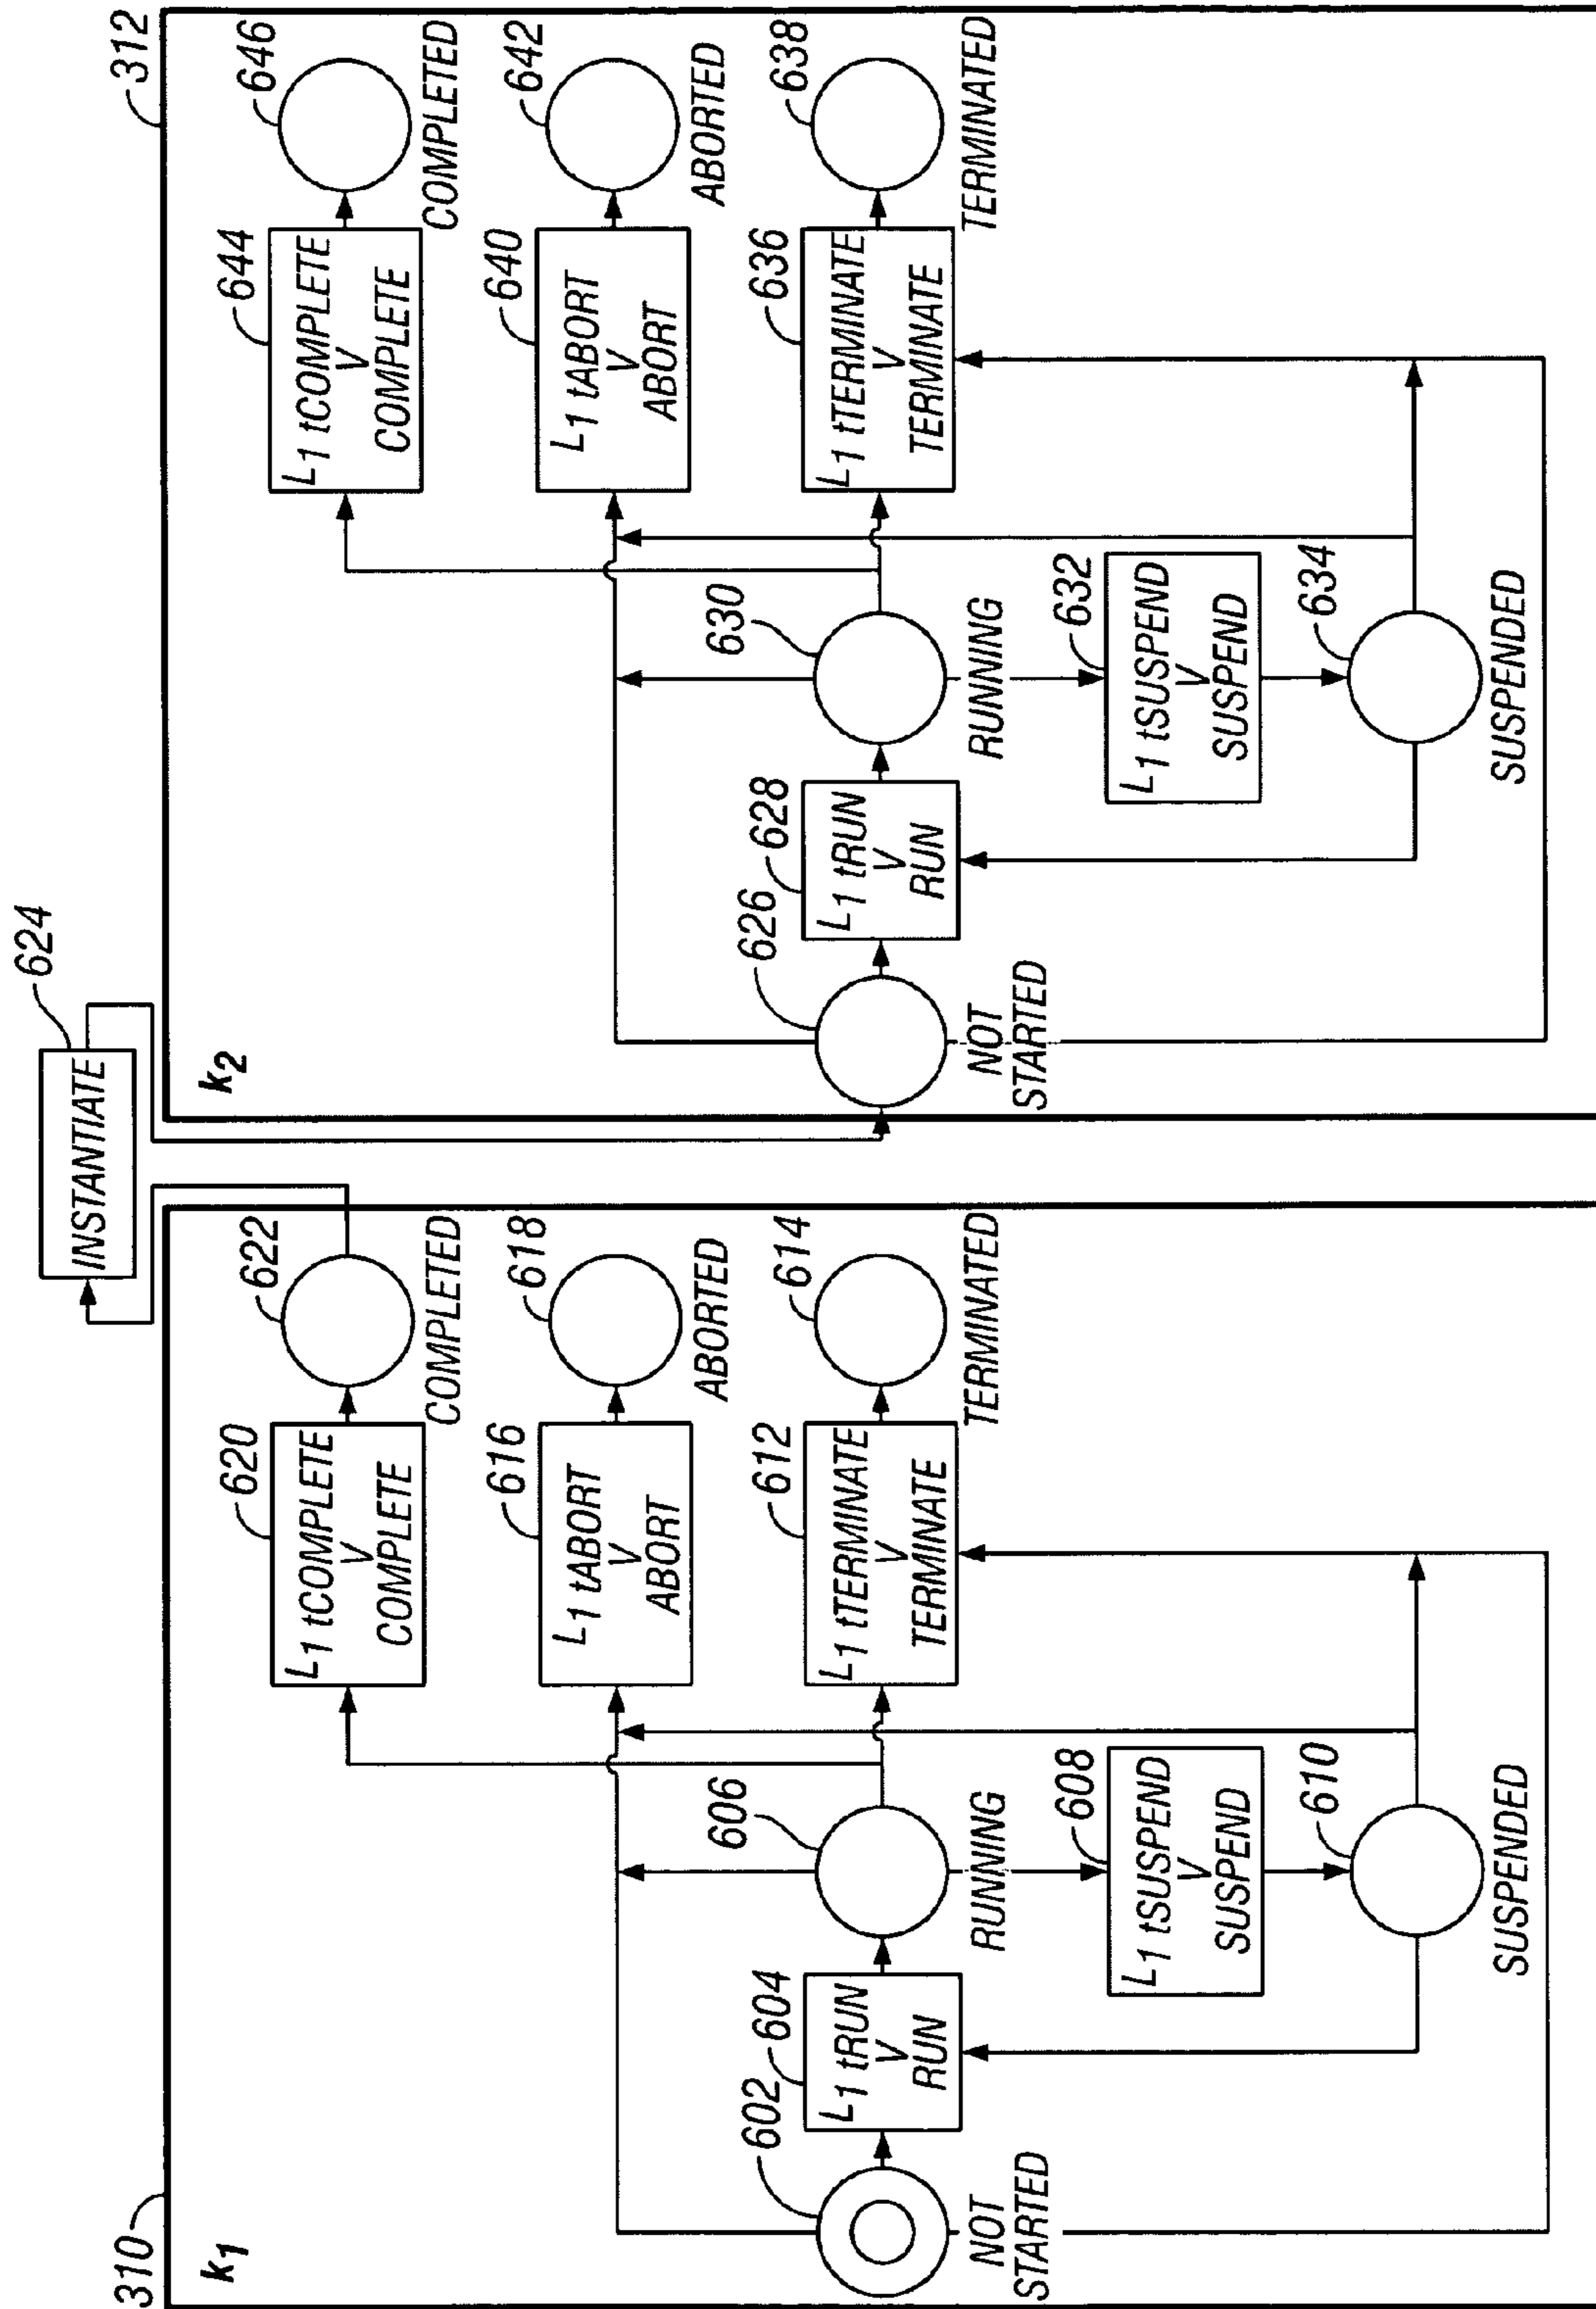 624
INSTANTIATE
310
k1
620
L1 tCOMPLETE
V
COMPLETE
622
COMPLETED
616
L1 tABORT
V
ABORT
618
ABORTED
602
NOT
STARTED
604
L1 tRUN
V
RUN
606
RUNNING
612
L1 tTERMINATE
V
TERMINATE
614
TERMINATED
608
L1 tSUSPEND
V
SUSPEND
610
SUSPENDED
312
k2
644
L1 tCOMPLETE
V
COMPLETE
646
COMPLETED
640
L1 tABORT
V
ABORT
642
ABORTED
626
NOT
STARTED
628
L1 tRUN
V
RUN
630
RUNNING
636
L1 tTERMINATE
V
TERMINATE
638
TERMINATED
632
L1 tSUSPEND
V
SUSPEND
634
SUSPENDED